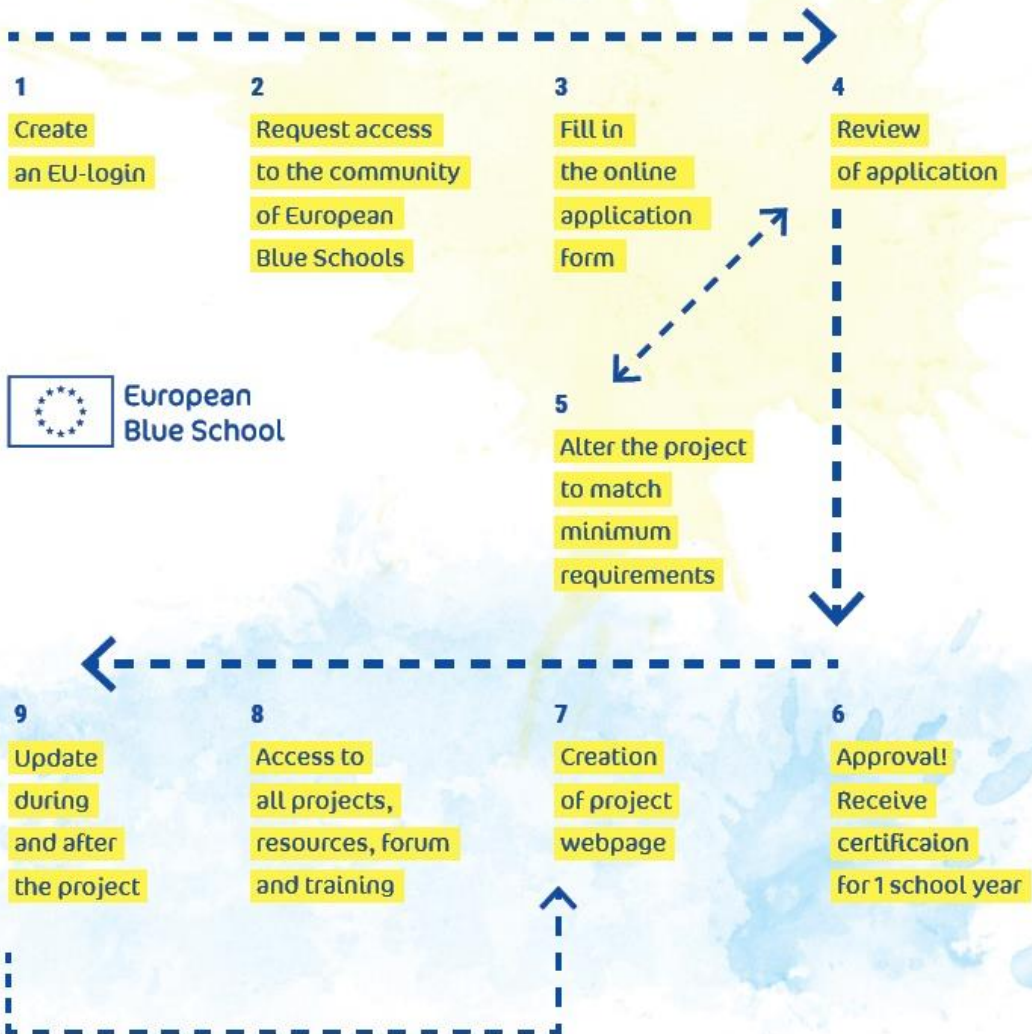 1
Create
an EU-login
2
Request access
to the community
of European
Blue Schools
3
Fill in
the online
application
form
4
Review
of application
European
Blue School
5
Alter the project
to match
minimum
requirements
9
Update
during
and after
the project
8
Access to
all projects,
resources, forum
and training
7
Creation
of project
webpage
6
Approval!
Receive
certificaion
for 1 school year